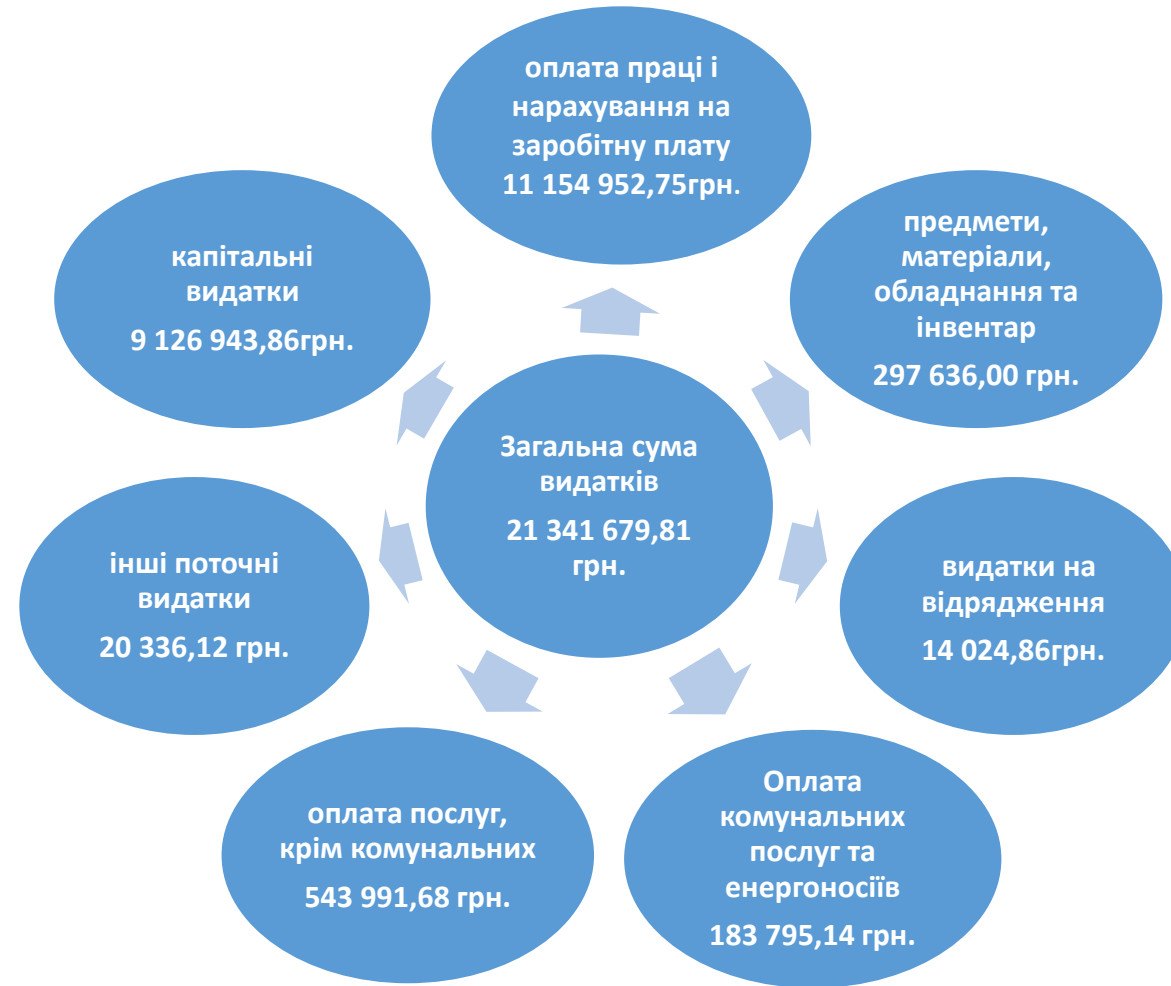 оплата праці і
нарахування на
заробітну плату
11 154 952,75грн.
предмети,
матеріали,
обладнання та
інвентар
297 636,00 грн.
видатки на
відрядження
14 024,86грн.
Оплата
комунальних
послуг та
енергоносіїв
183 795,14 грн.
оплата послуг,
крім комунальних
543 991,68 грн.
інші поточні
видатки
20 336,12 грн.
капітальні
видатки
9 126 943,86грн.
Загальна сума
видатків
21 341 679,81
грн.